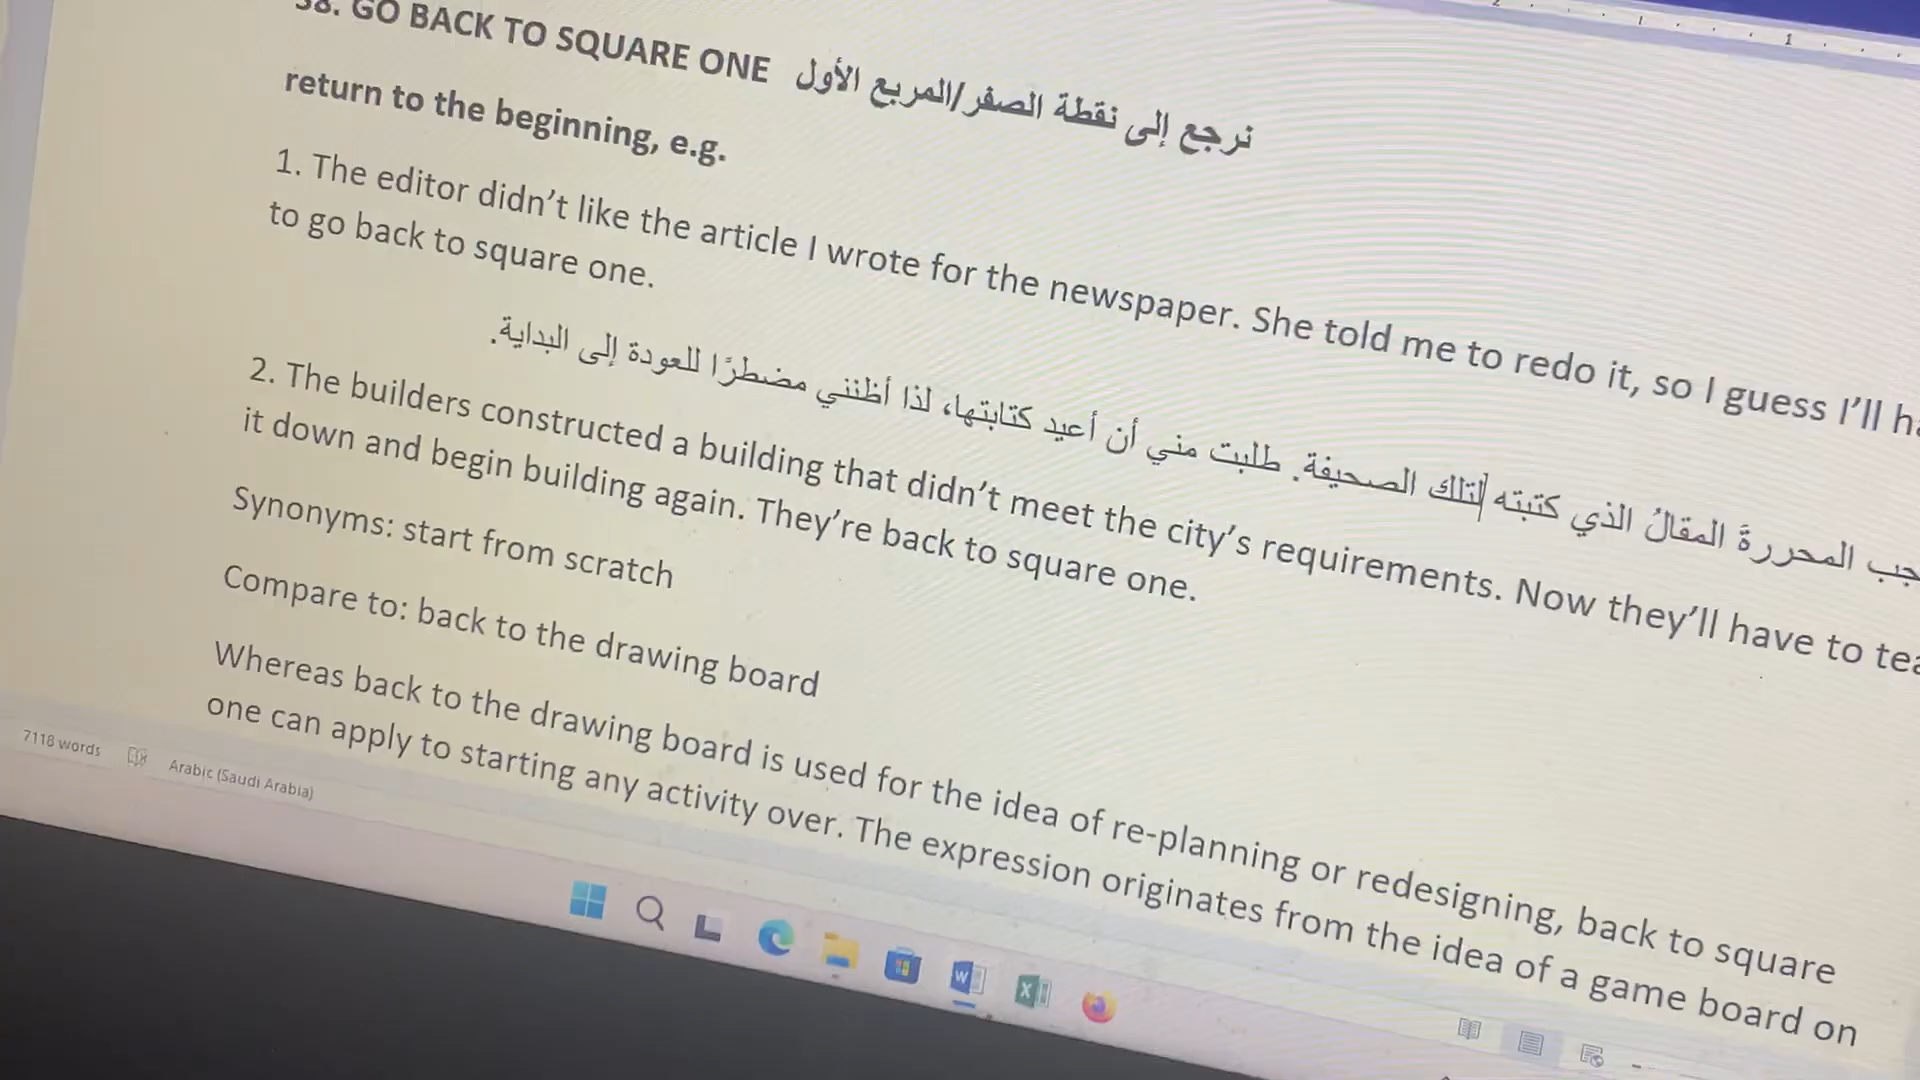 GO BACK TO SQUARE ONE نرجع إلى نقطة الصفر/المربع الأول
return to the beginning, e.g.
1. The editor didn’t like the article I wrote for the newspaper. She told me to redo it, so I guess I’ll
to go back to square one.
المحررةَ المقالُ الذي كتبته لتلك الصحيفة. طلبت مني أن أعيد كتابتها، لذا أظنني مضطرًا للعودة إلى البداية.
2. The builders constructed a building that didn’t meet the city’s requirements. Now they’ll have to
it down and begin building again. They’re back to square one.
Synonyms: start from scratch
Compare to: back to the drawing board
Whereas back to the drawing board is used for the idea of re-planning or redesigning, back to square
one can apply to starting any activity over. The expression originates from the idea of a game board on
7118 words
Arabic (Saudi Arabia)